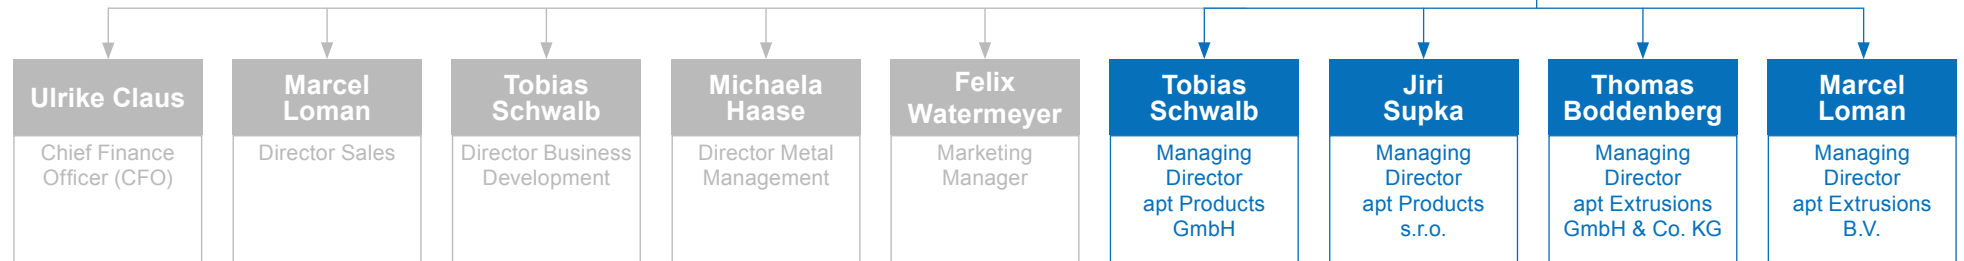 Ulrike Claus
Chief Finance
Officer (CFO)
Marcel
Loman
Director Sales
Tobias
Schwalb
Director Business
Development
Michaela
Haase
Director Metal
Management
Felix
Watermeyer
Marketing
Manager
Tobias
Schwalb
Managing
Director
apt Products
GmbH
Jiri
Supka
Managing
Director
apt Products
s.r.o.
Thomas
Boddenberg
Managing
Director
apt Extrusions
GmbH & Co. KG
Marcel
Loman
Managing
Director
apt Extrusions
B.V.